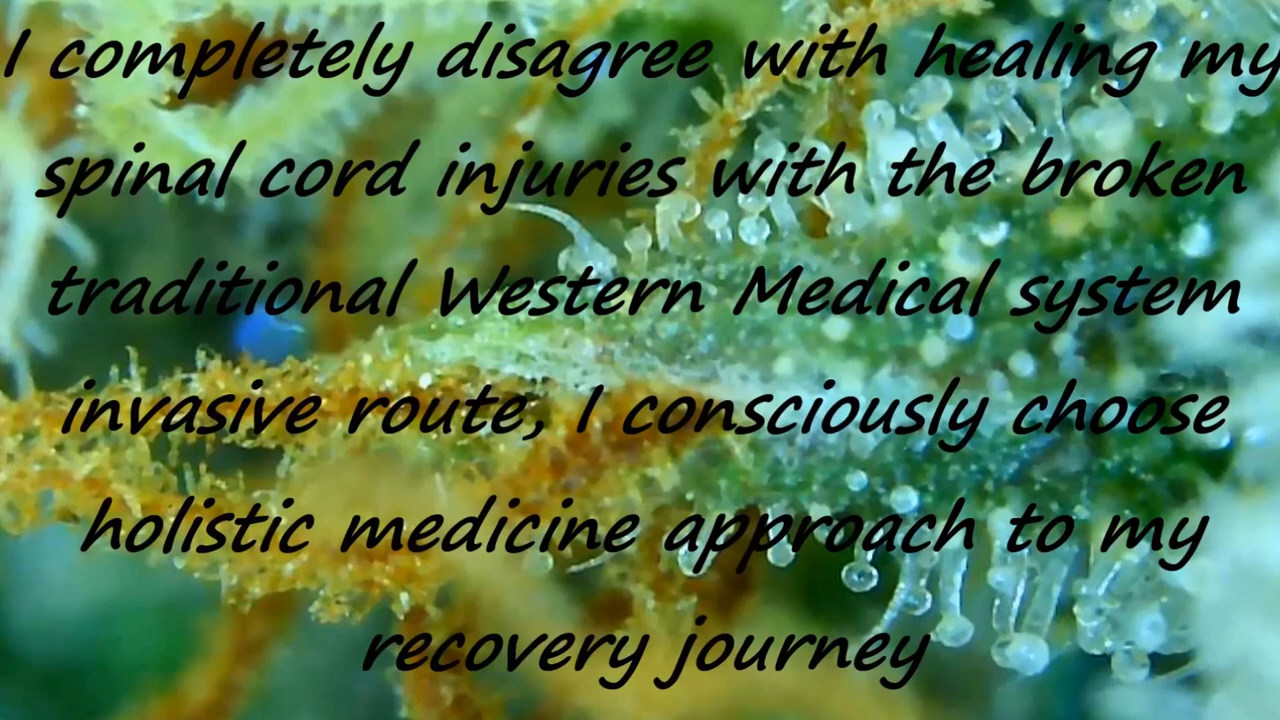 I completely disagree with healing my
spinal cord injuries with the broken
traditional Western Medical system
invasive route, I consciously choose
holistic medicine approach to my
recovery journey